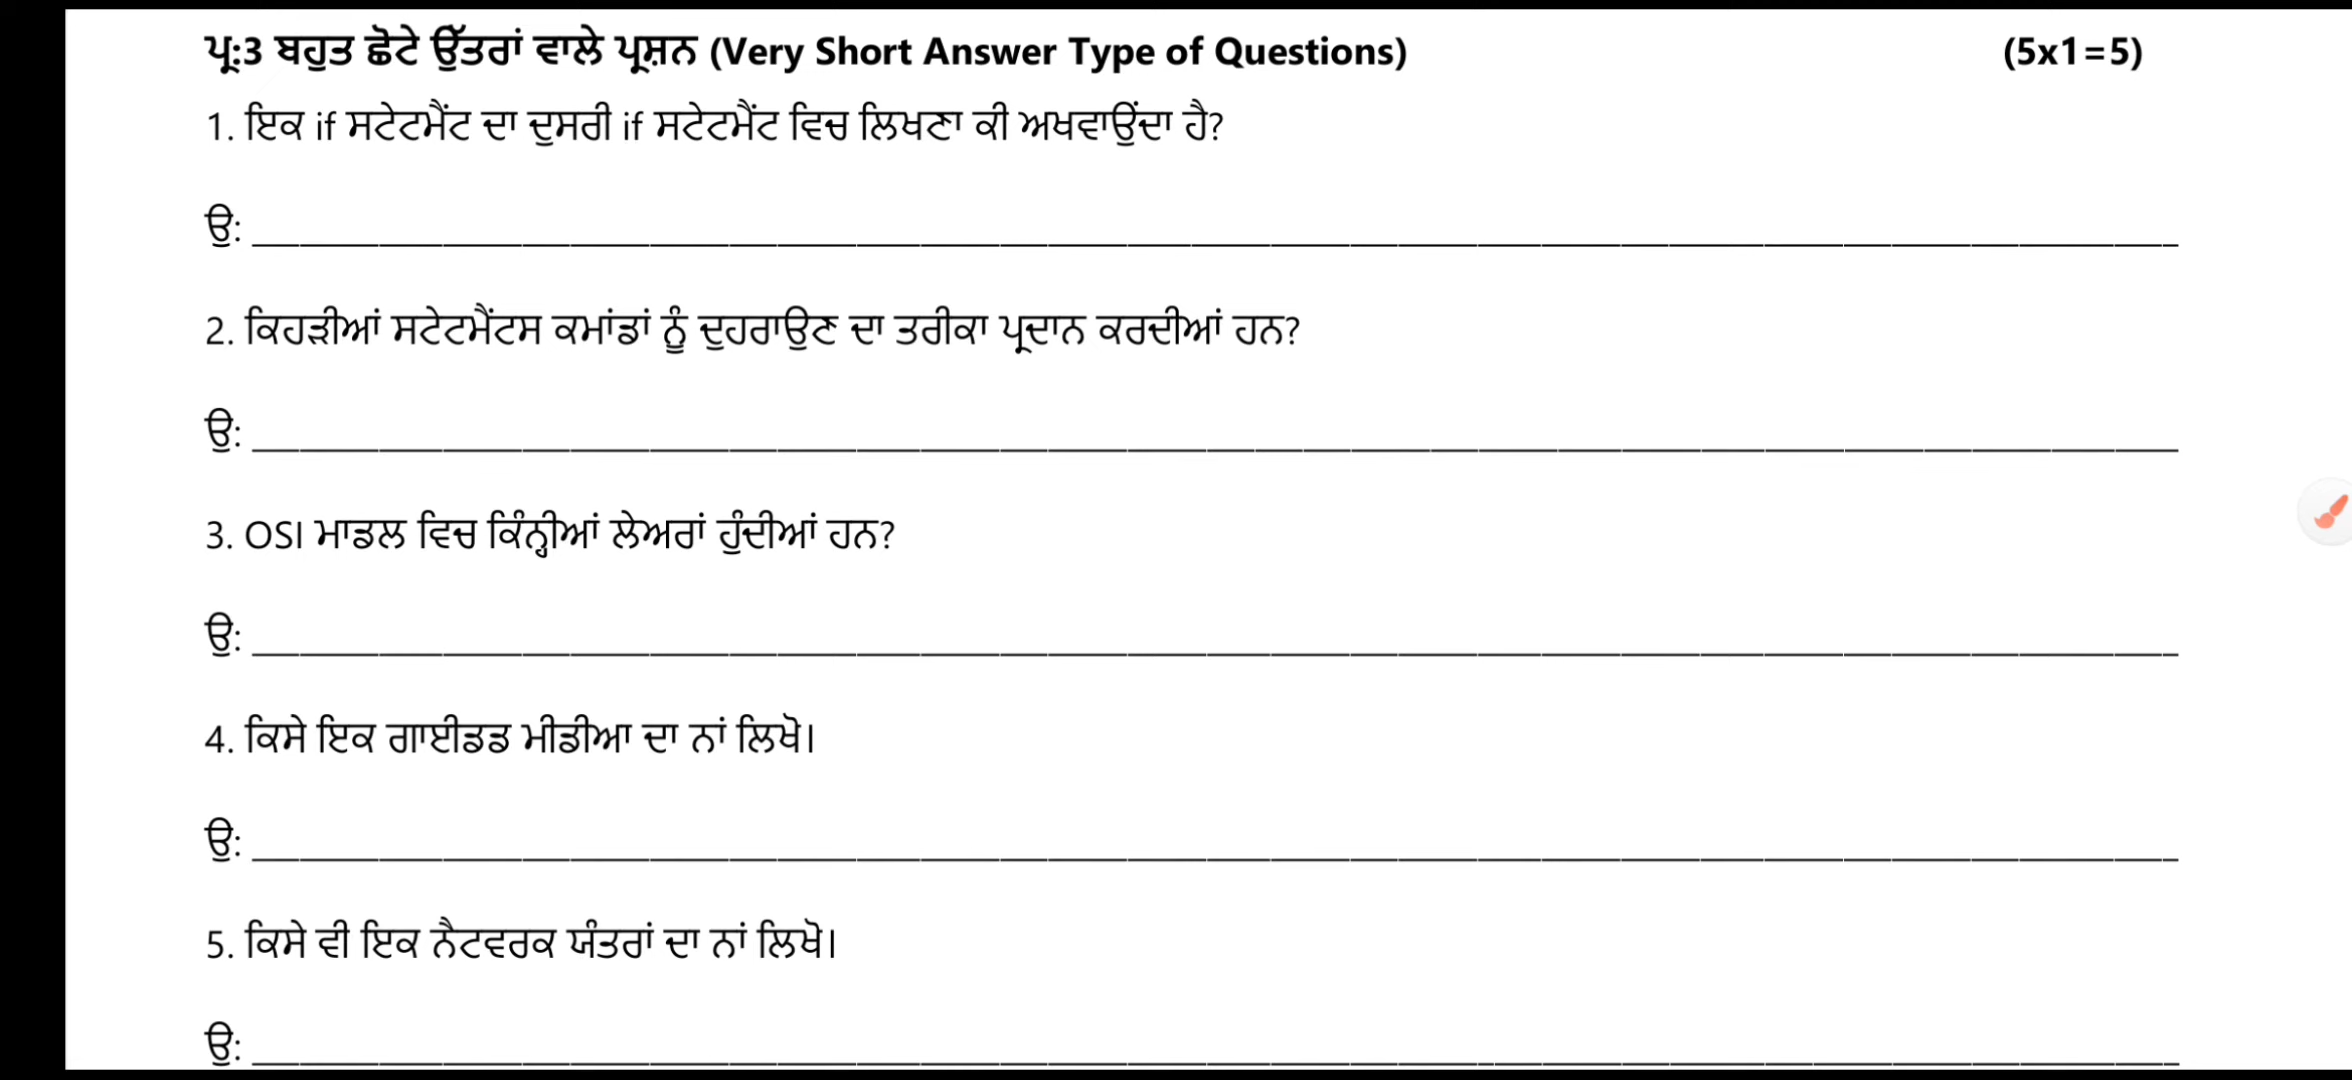 ਪ੍ਰ:3 ਬਹੁਤ ਛੋਟੇ ਉੱਤਰਾਂ ਵਾਲੇ ਪ੍ਰਸ਼ਨ (Very Short Answer Type of Questions) (5x1=5)
1. ਇਕ if ਸਟੇਟਮੈਂਟ ਦਾ ਦੁਸਰੀ if ਸਟੇਟਮੈਂਟ ਵਿਚ ਲਿਖਣਾ ਕੀ ਅਖਵਾਉਂਦਾ ਹੈ?
ਉ:
2. ਕਿਹੜੀਆਂ ਸਟੇਟਮੈਂਟਸ ਕਮਾਂਡਾਂ ਨੂੰ ਦੁਹਰਾਉਣ ਦਾ ਤਰੀਕਾ ਪ੍ਰਦਾਨ ਕਰਦੀਆਂ ਹਨ?
ਉ:
3. OSI ਮਾਡਲ ਵਿਚ ਕਿੰਨ੍ਹੀਆਂ ਲੇਅਰਾਂ ਹੁੰਦੀਆਂ ਹਨ?
ਉ:
4. ਕਿਸੇ ਇਕ ਗਾਈਡਡ ਮੀਡੀਆ ਦਾ ਨਾਂ ਲਿਖੋ।
ਉ:
5. ਕਿਸੇ ਵੀ ਇਕ ਨੈਟਵਰਕ ਯੰਤਰਾਂ ਦਾ ਨਾਂ ਲਿਖੋ।
ਉ: